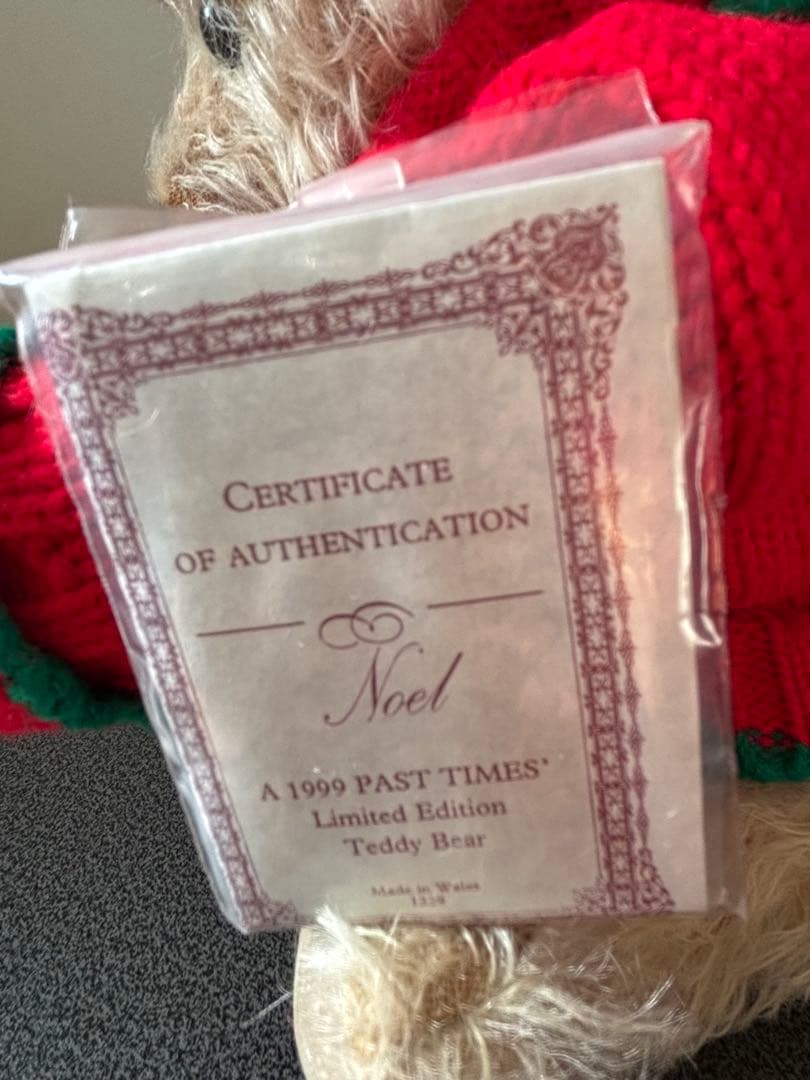 CERTIFICATE
OF AUTHENTICATION
Noel
A 1999 PAST TIMES®
Limited Edition
Teddy Bear
Made in Wales